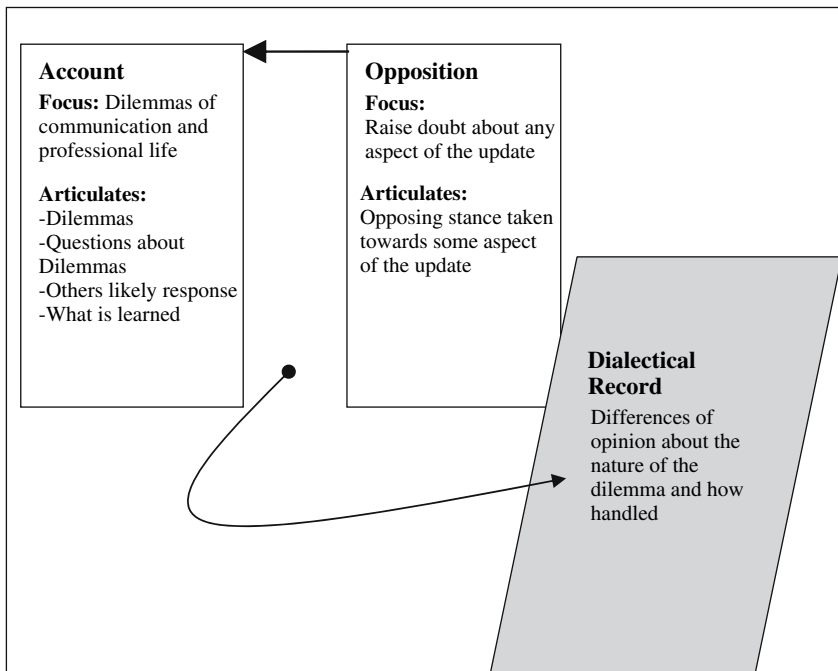 Account
Focus: Dilemmas of
communication and
professional life
Articulates:
-Dilemmas
-Questions about
Dilemmas
-Others likely response
-What is learned
Opposition
Focus:
Raise doubt about any
aspect of the update
Articulates:
Opposing stance taken
towards some aspect
of the update
Dialectical
Record
Differences of
opinion about the
nature of the
dilemma and how
handled